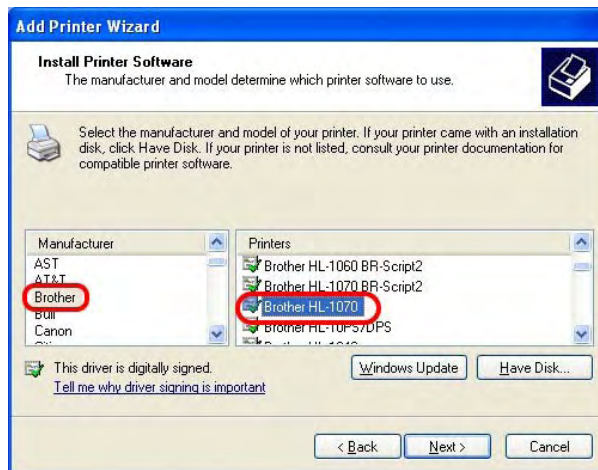 Add Printer Wizard
Install Printer Software
The manufacturer and model determine which printer software to use.
Select the manufacturer and model of your printer. If your printer came with an installation
disk, click Have Disk. If your printer is not listed, consult your printer documentation for
compatible printer software.
Manufacturer
AST
AT&T
Brother
Bull
Canon
Printers
Brother HL-1060 BR-Script2
Brother HL-1070 BR-Script2
Brother HL-1070
Brother HL-10PS7DPS
This driver is digitally signed.
Tell me why driver signing is important
Windows Update
Have Disk...
< Back
Next >
Cancel